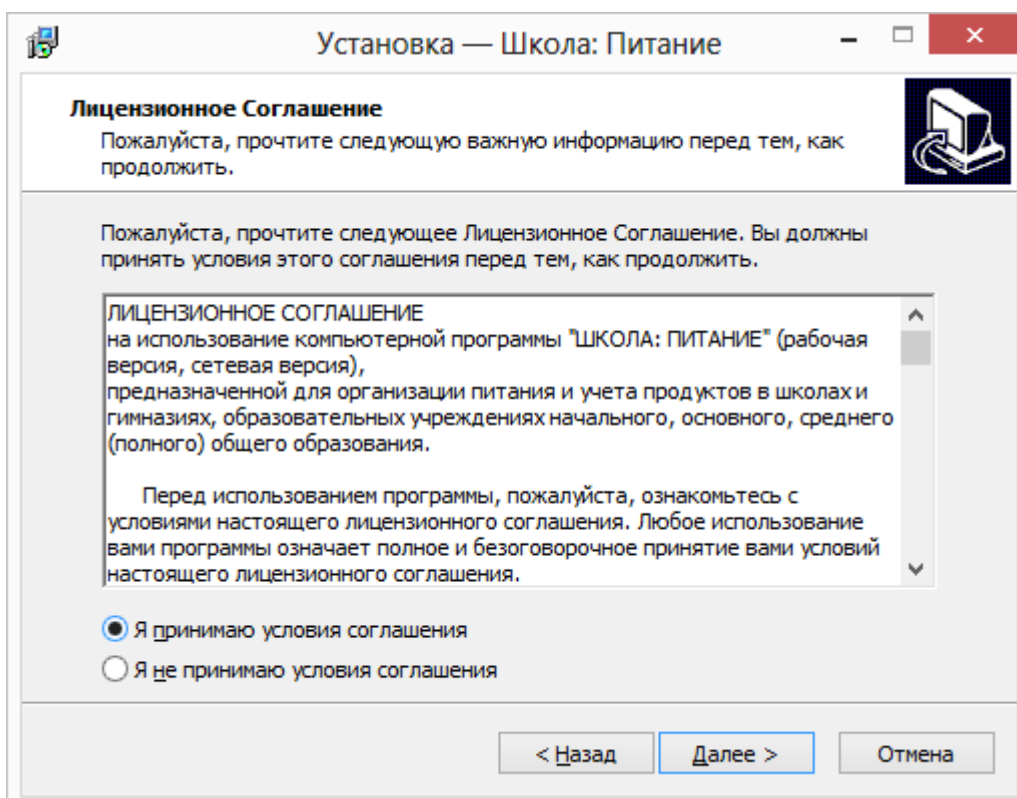 Установка — Школа: Питание
Лицензионное Соглашение
Пожалуйста, прочтите следующую важную информацию перед тем, как
продолжить.
Пожалуйста, прочтите следующее Лицензионное Соглашение. Вы должны
принять условия этого соглашения перед тем, как продолжить.
ЛИЦЕНЗИОННОЕ СОГЛАШЕНИЕ
на использование компьютерной программы "ШКОЛА: ПИТАНИЕ" (рабочая
версия, сетевая версия),
предназначенной для организации питания и учета продуктов в школах и
гимназиях, образовательных учреждениях начального, основного, среднего
(полного) общего образования.
Перед использованием программы, пожалуйста, ознакомьтесь с
условиями настоящего лицензионного соглашения. Любое использование
вами программы означает полное и безоговорочное принятие вами условий
настоящего лицензионного соглашения.
Я принимаю условия соглашения
Я не принимаю условия соглашения
< Назад Далее > Отмена